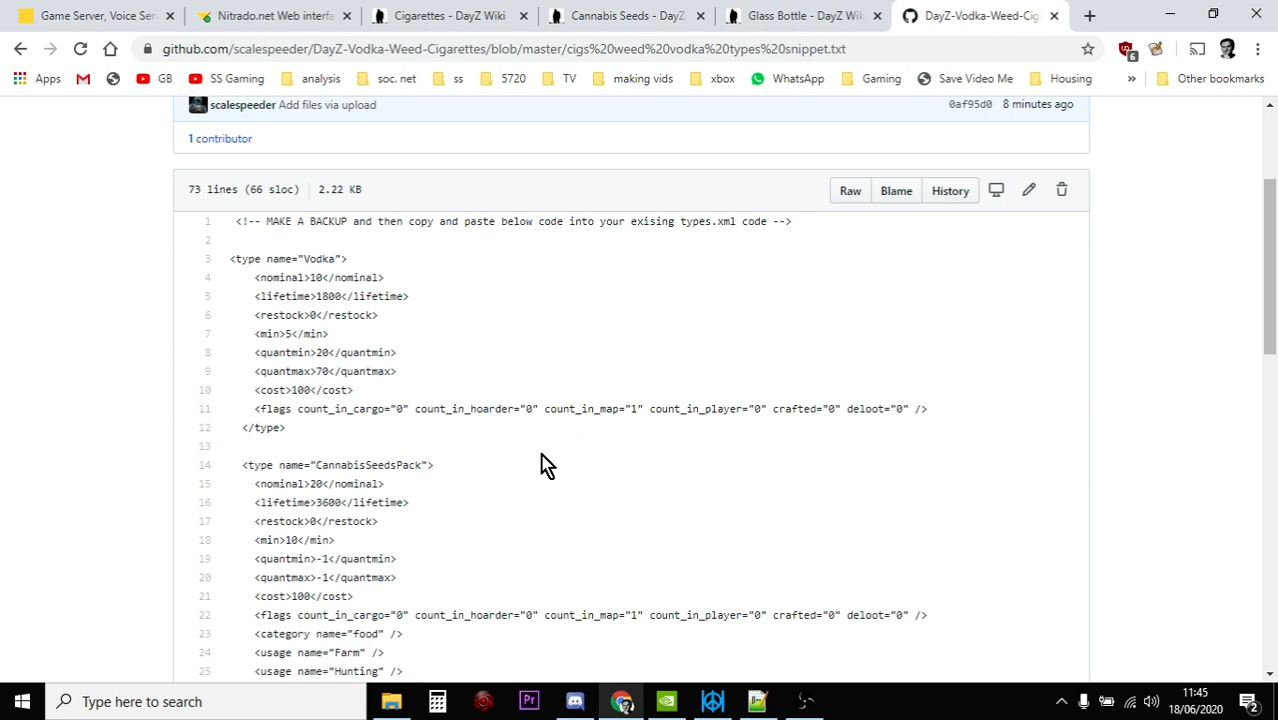 Game Server, Voice Ser
Nitrado.net Web interfa
Cigarettes - DayZ Wiki
Cannabis Seeds - DayZ
Glass Bottle - DayZ Wiki
DayZ-Vodka-Weed-Cig
github.com/scalespeeder/DayZ-Vodka-Weed-Cigarettes/blob/master/cigs%20weed%20vodka%20types%20snippet.txt
6
Apps GB SS Gaming analysis soc. net 5720 TV making vids xbox WhatsApp Gaming Save Video Me Housing » Other bookmarks
scalespeeder Add files via upload 0af95d0 8 minutes ago
1 contributor
73 lines (66 sloc) 2.22 KB Raw Blame History
1 <!-- MAKE A BACKUP and then copy and paste below code into your exising types.xml code -->
2
3 <type name="Vodka">
4 <nominal>10</nominal>
5 <lifetime>1800</lifetime>
6 <restock>0</restock>
7 <min>5</min>
8 <quantmin>20</quantmin>
9 <quantmax>70</quantmax>
10 <cost>100</cost>
11 <flags count_in_cargo="0" count_in_hoarder="0" count_in_map="1" count_in_player="0" crafted="0" deloot="0" />
12 </type>
13
14 <type name="CannabisSeedsPack">
15 <nominal>20</nominal>
16 <lifetime>3600</lifetime>
17 <restock>0</restock>
18 <min>10</min>
19 <quantmin>-1</quantmin>
20 <quantmax>-1</quantmax>
21 <cost>100</cost>
22 <flags count_in_cargo="0" count_in_hoarder="0" count_in_map="1" count_in_player="0" crafted="0" deloot="0" />
23 <category name="food" />
24 <usage name="Farm" />
25 <usage name="Hunting" />
Type here to search
Pr
11:45
18/06/2020
2